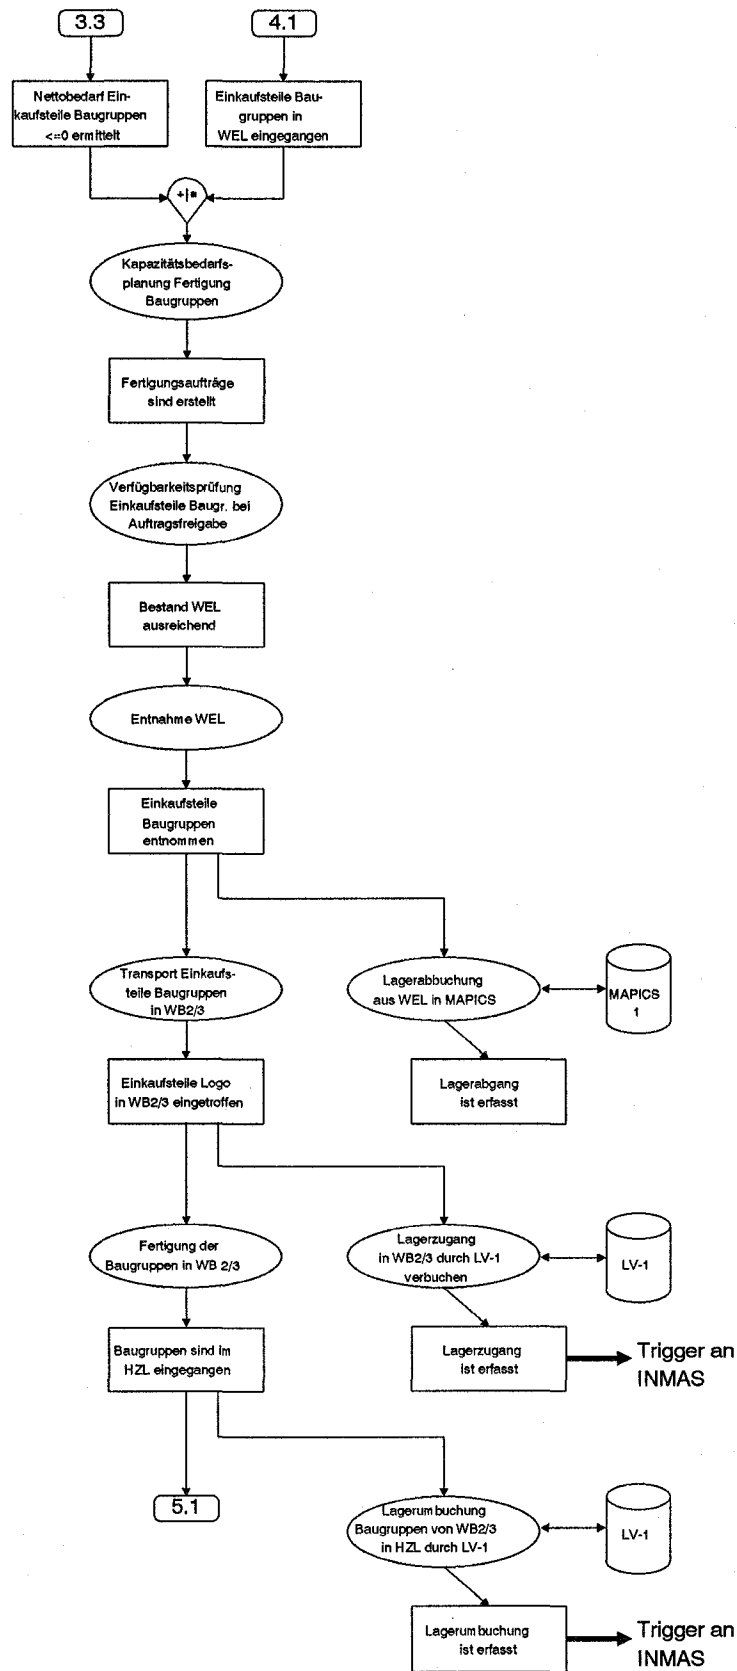 3.3
4.1
Nettobedarf Ein-
kaufsteile Baugruppen
<=0 ermittelt
Einkaufsteile Bau-
gruppen in
WEL eingegangen
+|*
Kapazitätsbedarfs-
planung Fertigung
Baugruppen
Fertigungsaufträge
sind erstellt
Verfügbarkeitsprüfung
Einkaufsteile Baugr. bei
Auftragsfreigabe
Bestand WEL
ausreichend
Entnahme WEL
Einkaufsteile
Baugruppen
entnommen
Transport Einkaufs-
teile Baugruppen
in WB2/3
Lagerabbuchung
aus WEL in MAPICS
MAPICS
1
Einkaufsteile Logo
in WB2/3 eingetroffen
Lagerabgang
ist erfasst
Fertigung der
Baugruppen in WB 2/3
Lagerzugang
in WB2/3 durch LV-1
verbuchen
LV-1
Baugruppen sind im
HZL eingegangen
Lagerzugang
ist erfasst
Trigger an
INMAS
5.1
Lagerumbuchung
Baugruppen von WB2/3
in HZL durch LV-1
LV-1
Lagerumbuchung
ist erfasst
Trigger an
INMAS